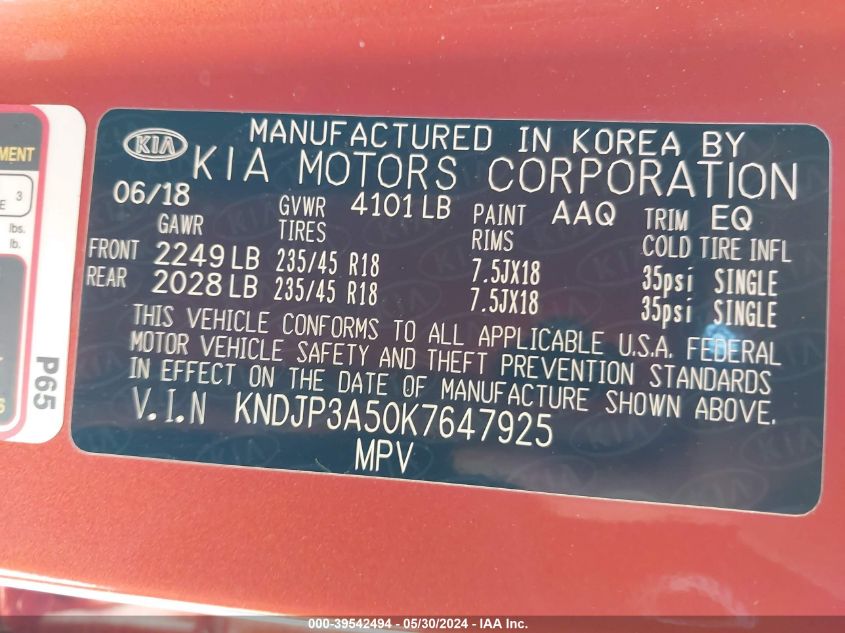 MENT
3
E
lbs.
lb.
S
P65
KIA
MANUFACTURED IN KOREA BY
KIA MOTORS CORPORATION
06/18 GVWR 4101 LB PAINT AAQ TRIM EQ
GAWR TIRES RIMS COLD TIRE INFL
FRONT 2249 LB 235/45 R18 7.5JX18 35psi SINGLE
REAR 2028 LB 235/45 R18 7.5JX18 35psi SINGLE
THIS VEHICLE CONFORMS TO ALL APPLICABLE U.S.A. FEDERAL
MOTOR VEHICLE SAFETY AND THEFT PREVENTION STANDARDS
IN EFFECT ON THE DATE OF MANUFACTURE SHOWN ABOVE.
V.I.N KNDJP3A50K7647925
MPV
000-39542494 - 05/30/2024 - IAA Inc.